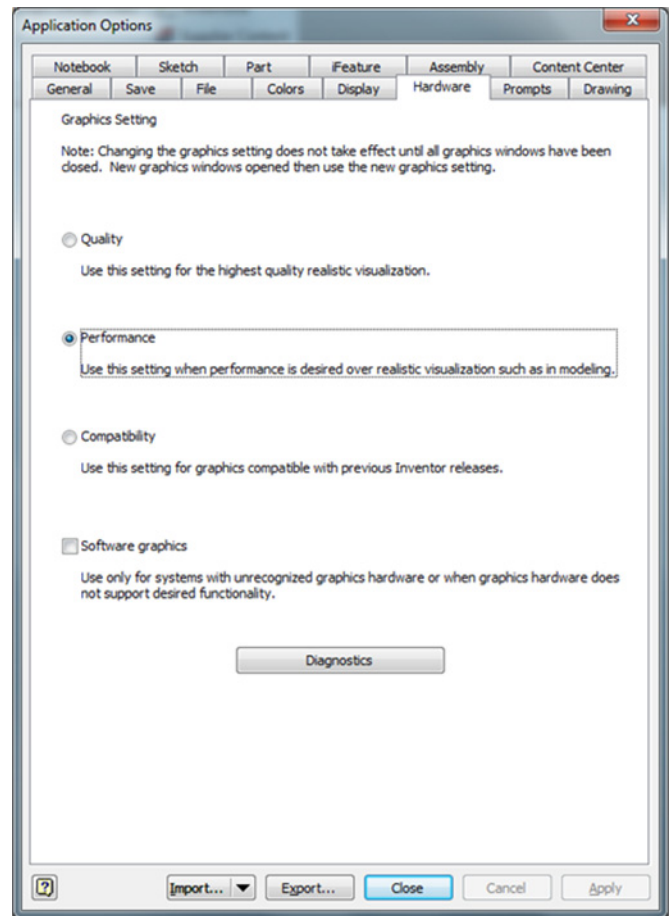 Application Options
Notebook Sketch Part iFeature Assembly Content Center
General Save File Colors Display Hardware Prompts Drawing
Graphics Setting
Note: Changing the graphics setting does not take effect until all graphics windows have been
closed. New graphics windows opened then use the new graphics setting.
Quality
Use this setting for the highest quality realistic visualization.
Performance
Use this setting when performance is desired over realistic visualization such as in modeling.
Compatibility
Use this setting for graphics compatible with previous Inventor releases.
Software graphics
Use only for systems with unrecognized graphics hardware or when graphics hardware does
not support desired functionality.
Diagnostics
? Import... Export... Close Cancel Apply